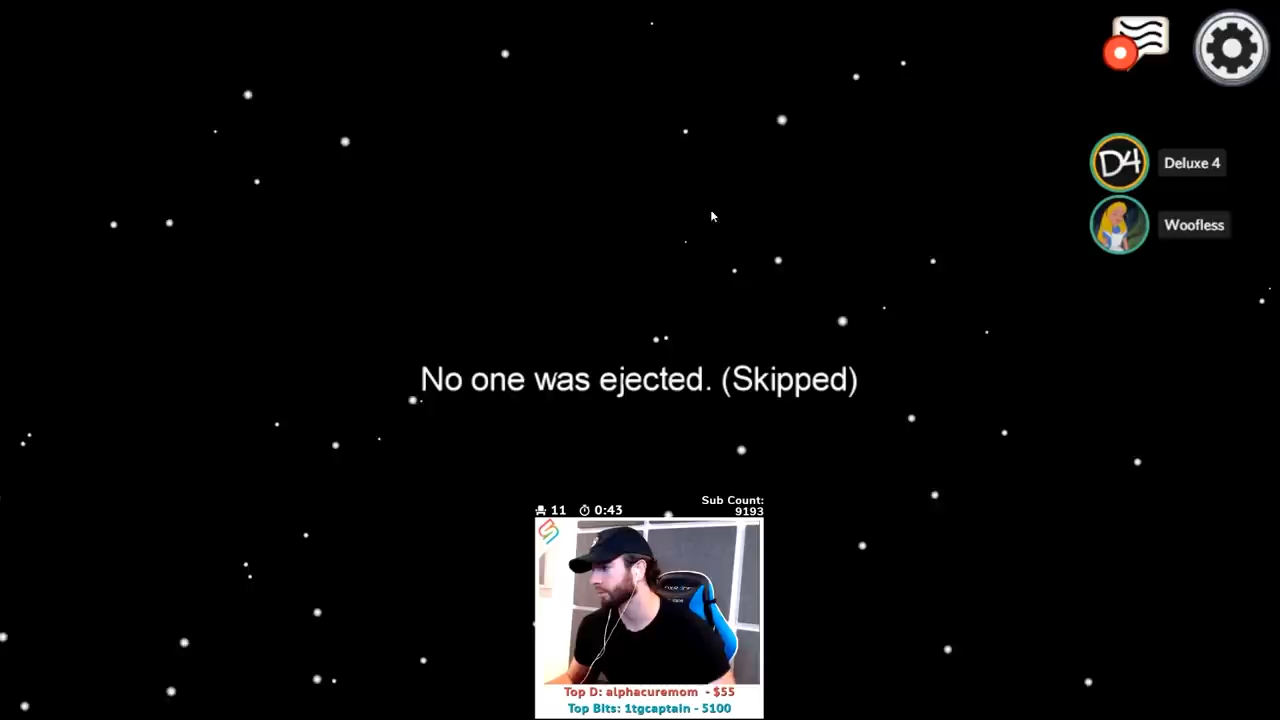 D4
Deluxe 4
Woofless
No one was ejected. (Skipped)
11
0:43
Sub Count:
9193
Top D: alphacuremom - $55
Top Bits: 1tgcaptain - 5100